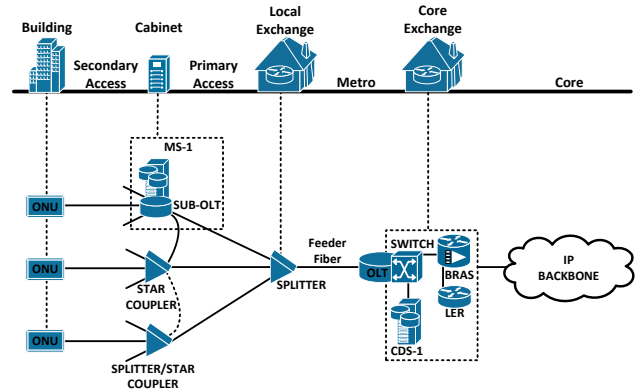 Building
Cabinet
Local
Exchange
Core
Exchange
Secondary
Access
Primary
Access
Metro
Core
MS-1
SUB-OLT
ONU
ONU
STAR
COUPLER
ONU
SPLITTER/STAR
COUPLER
SPLITTER
Feeder
Fiber
OLT
SWITCH
BRAS
LER
CDS-1
IP
BACKBONE